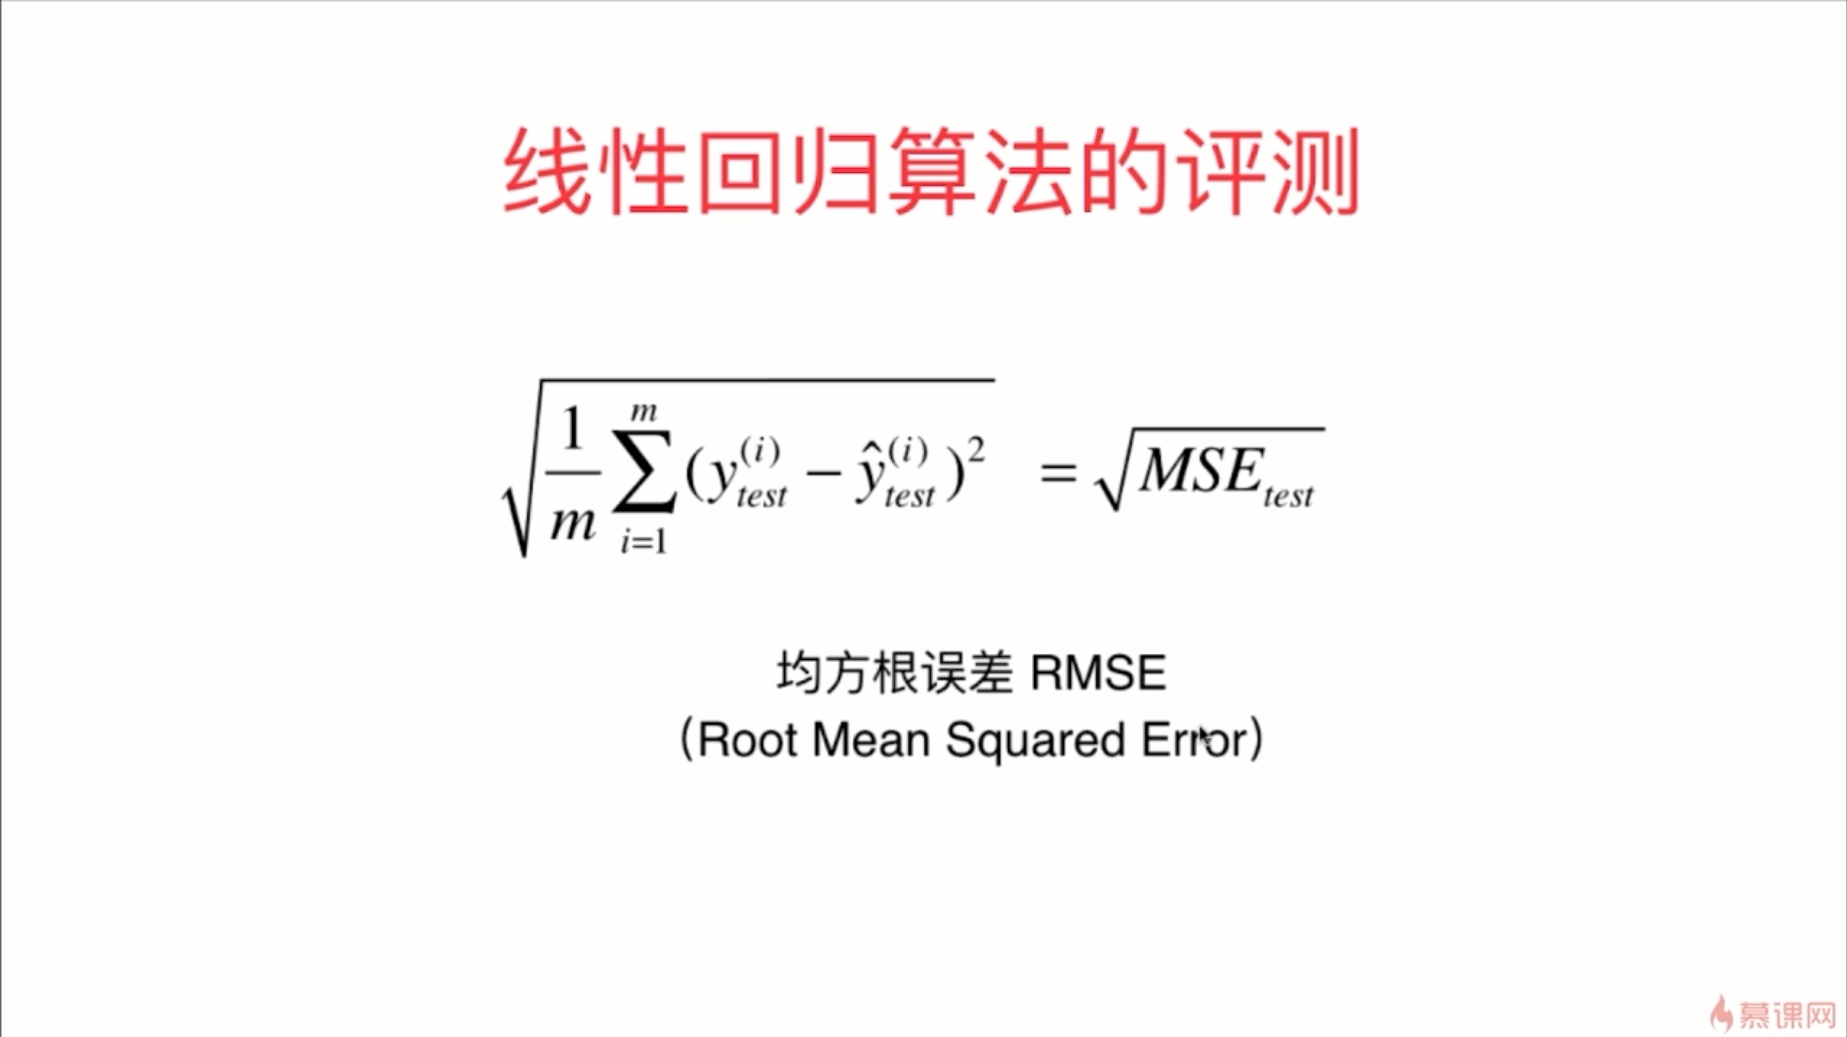 线性回归算法的评测
$\sqrt{\frac{1}{m}\sum_{i=1}^{m}(y_{test}^{(i)} - \hat{y}_{test}^{(i)})^2} = \sqrt{MSE_{test}}$
均方根误差 RMSE
(Root Mean Squared Error)
慕课网